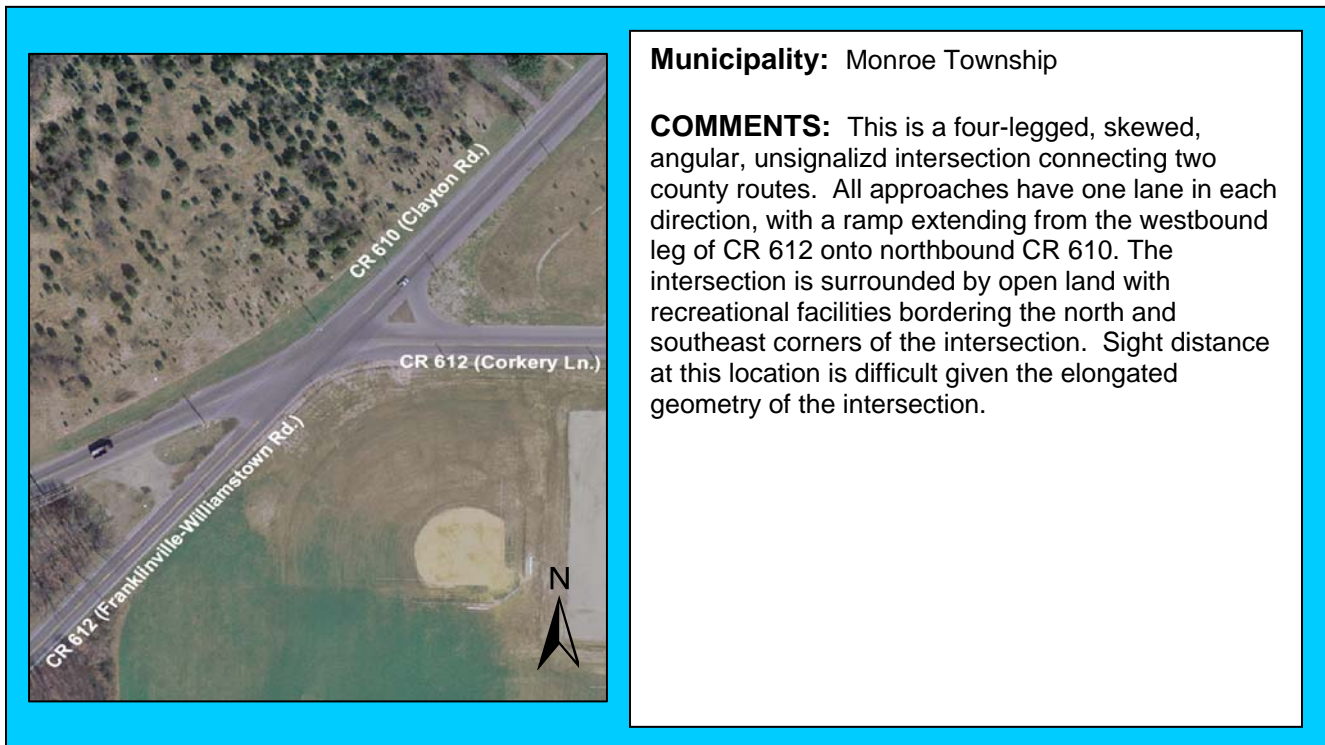 CR 610 (Clayton Rd.)
CR 612 (Corkery Ln.)
CR 612 (Franklinville-Williamstown Rd.)
N
Municipality: Monroe Township
COMMENTS: This is a four-legged, skewed,
angular, unsignalizd intersection connecting two
county routes. All approaches have one lane in each
direction, with a ramp extending from the westbound
leg of CR 612 onto northbound CR 610. The
intersection is surrounded by open land with
recreational facilities bordering the north and
southeast corners of the intersection. Sight distance
at this location is difficult given the elongated
geometry of the intersection.